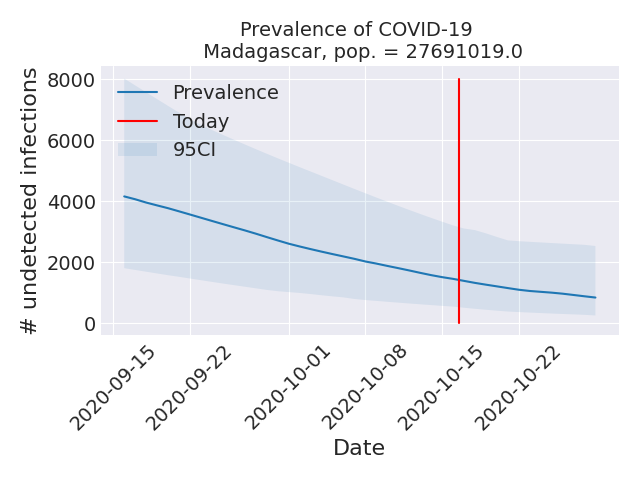 Prevalence of COVID-19
Madagascar, pop. = 27691019.0
# undetected infections
8000
6000
4000
2000
0
Prevalence
Today
95CI
2020-09-15
2020-09-22
2020-10-01
2020-10-08
2020-10-15
2020-10-22
Date